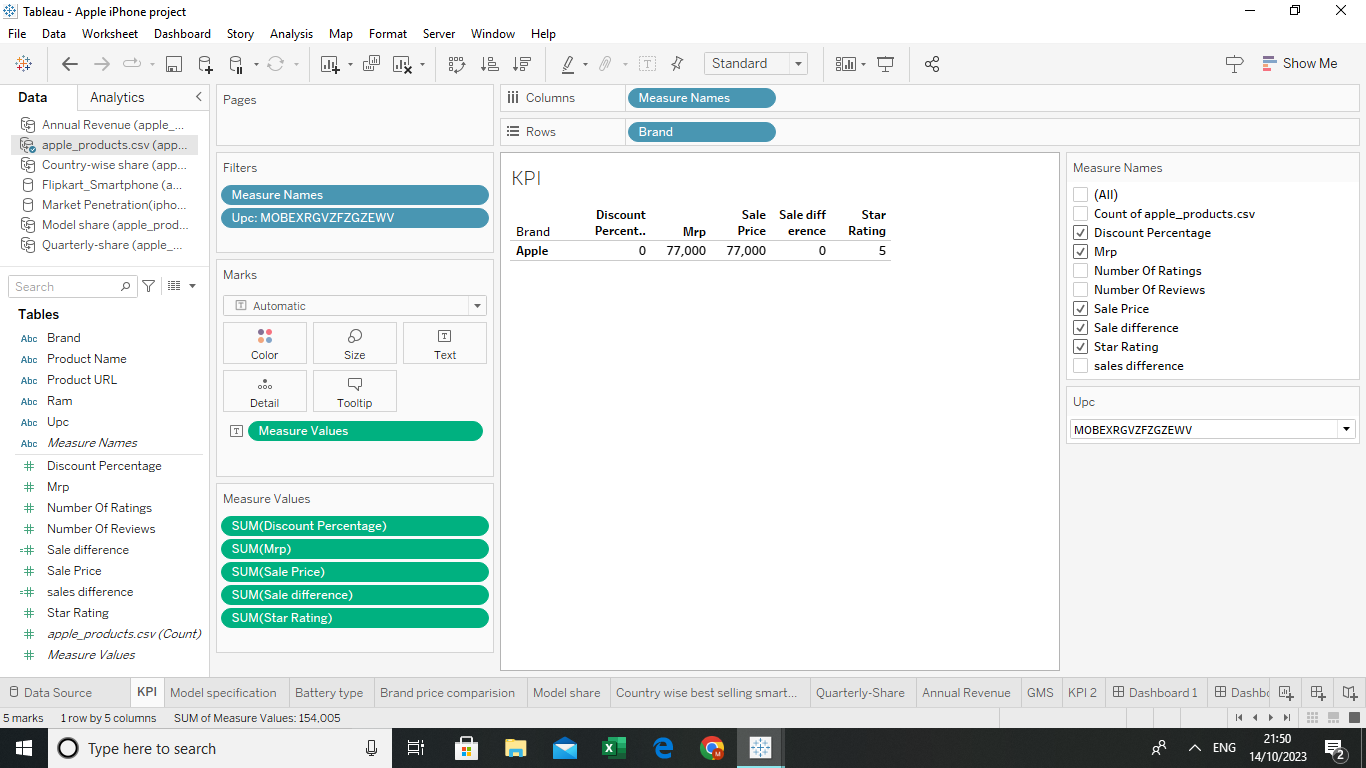 Tableau - Apple iPhone project
File Data Worksheet Dashboard Story Analysis Map Format Server Window Help
Standard
Show Me
Data Analytics
Annual Revenue (apple_...
apple_products.csv (app...
Country-wise share (app...
Flipkart_Smartphone (a...
Market Penetration(ipho...
Model share (apple_prod...
Quarterly-share (apple_...
Search
Tables
Abc Brand
Abc Product Name
Abc Product URL
Abc Ram
Abc Upc
Abc Measure Names
# Discount Percentage
# Mrp
# Number Of Ratings
# Number Of Reviews
=# Sale difference
# Sale Price
=# sales difference
# Star Rating
# apple_products.csv (Count)
# Measure Values
Pages
Filters
Measure Names
Upc: MOBEXRGVZFZGZEWV
Marks
T Automatic
Color Size T Text
Detail Tooltip
T Measure Values
Measure Values
SUM(Discount Percentage)
SUM(Mrp)
SUM(Sale Price)
SUM(Sale difference)
SUM(Star Rating)
Columns Measure Names
Rows Brand
KPI
Discount Sale Sale diff Star
Brand Percent.. Mrp Price erence Rating
Apple 0 77,000 77,000 0 5
Measure Names
(All)
Count of apple_products.csv
Discount Percentage
Mrp
Number Of Ratings
Number Of Reviews
Sale Price
Sale difference
Star Rating
sales difference
Upc
MOBEXRGVZFZGZEWV
Data Source KPI Model specification Battery type Brand price comparision Model share Country wise best selling smart... Quarterly-Share Annual Revenue GMS KPI 2 Dashboard 1 Dashbo
5 marks 1 row by 5 columns SUM of Measure Values: 154,005
Type here to search
ENG
21:50
14/10/2023
2